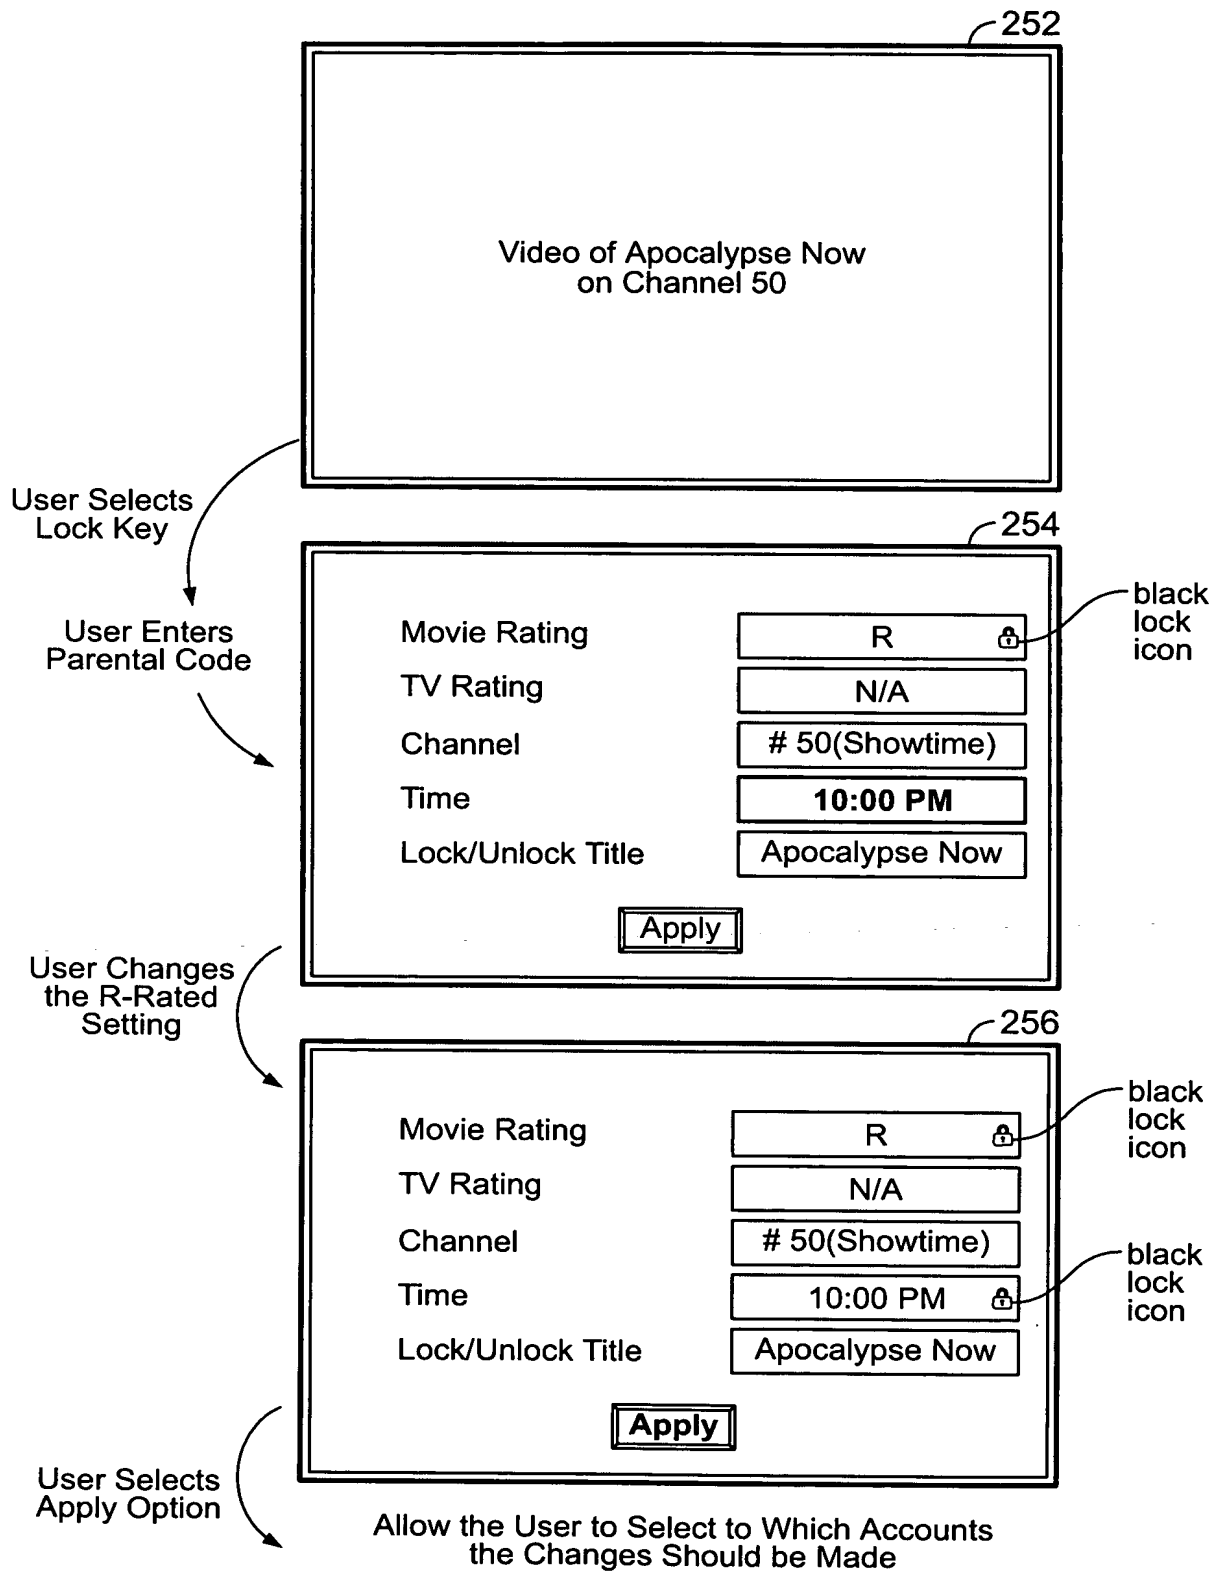 252
Video of Apocalypse Now
on Channel 50
User Selects
Lock Key
254
User Enters
Parental Code
Movie Rating R
black
lock
icon
TV Rating N/A
Channel # 50(Showtime)
Time 10:00 PM
Lock/Unlock Title Apocalypse Now
Apply
User Changes
the R-Rated
Setting
256
Movie Rating R
black
lock
icon
TV Rating N/A
Channel # 50(Showtime)
Time 10:00 PM
black
lock
icon
Lock/Unlock Title Apocalypse Now
Apply
User Selects
Apply Option
Allow the User to Select to Which Accounts
the Changes Should be Made